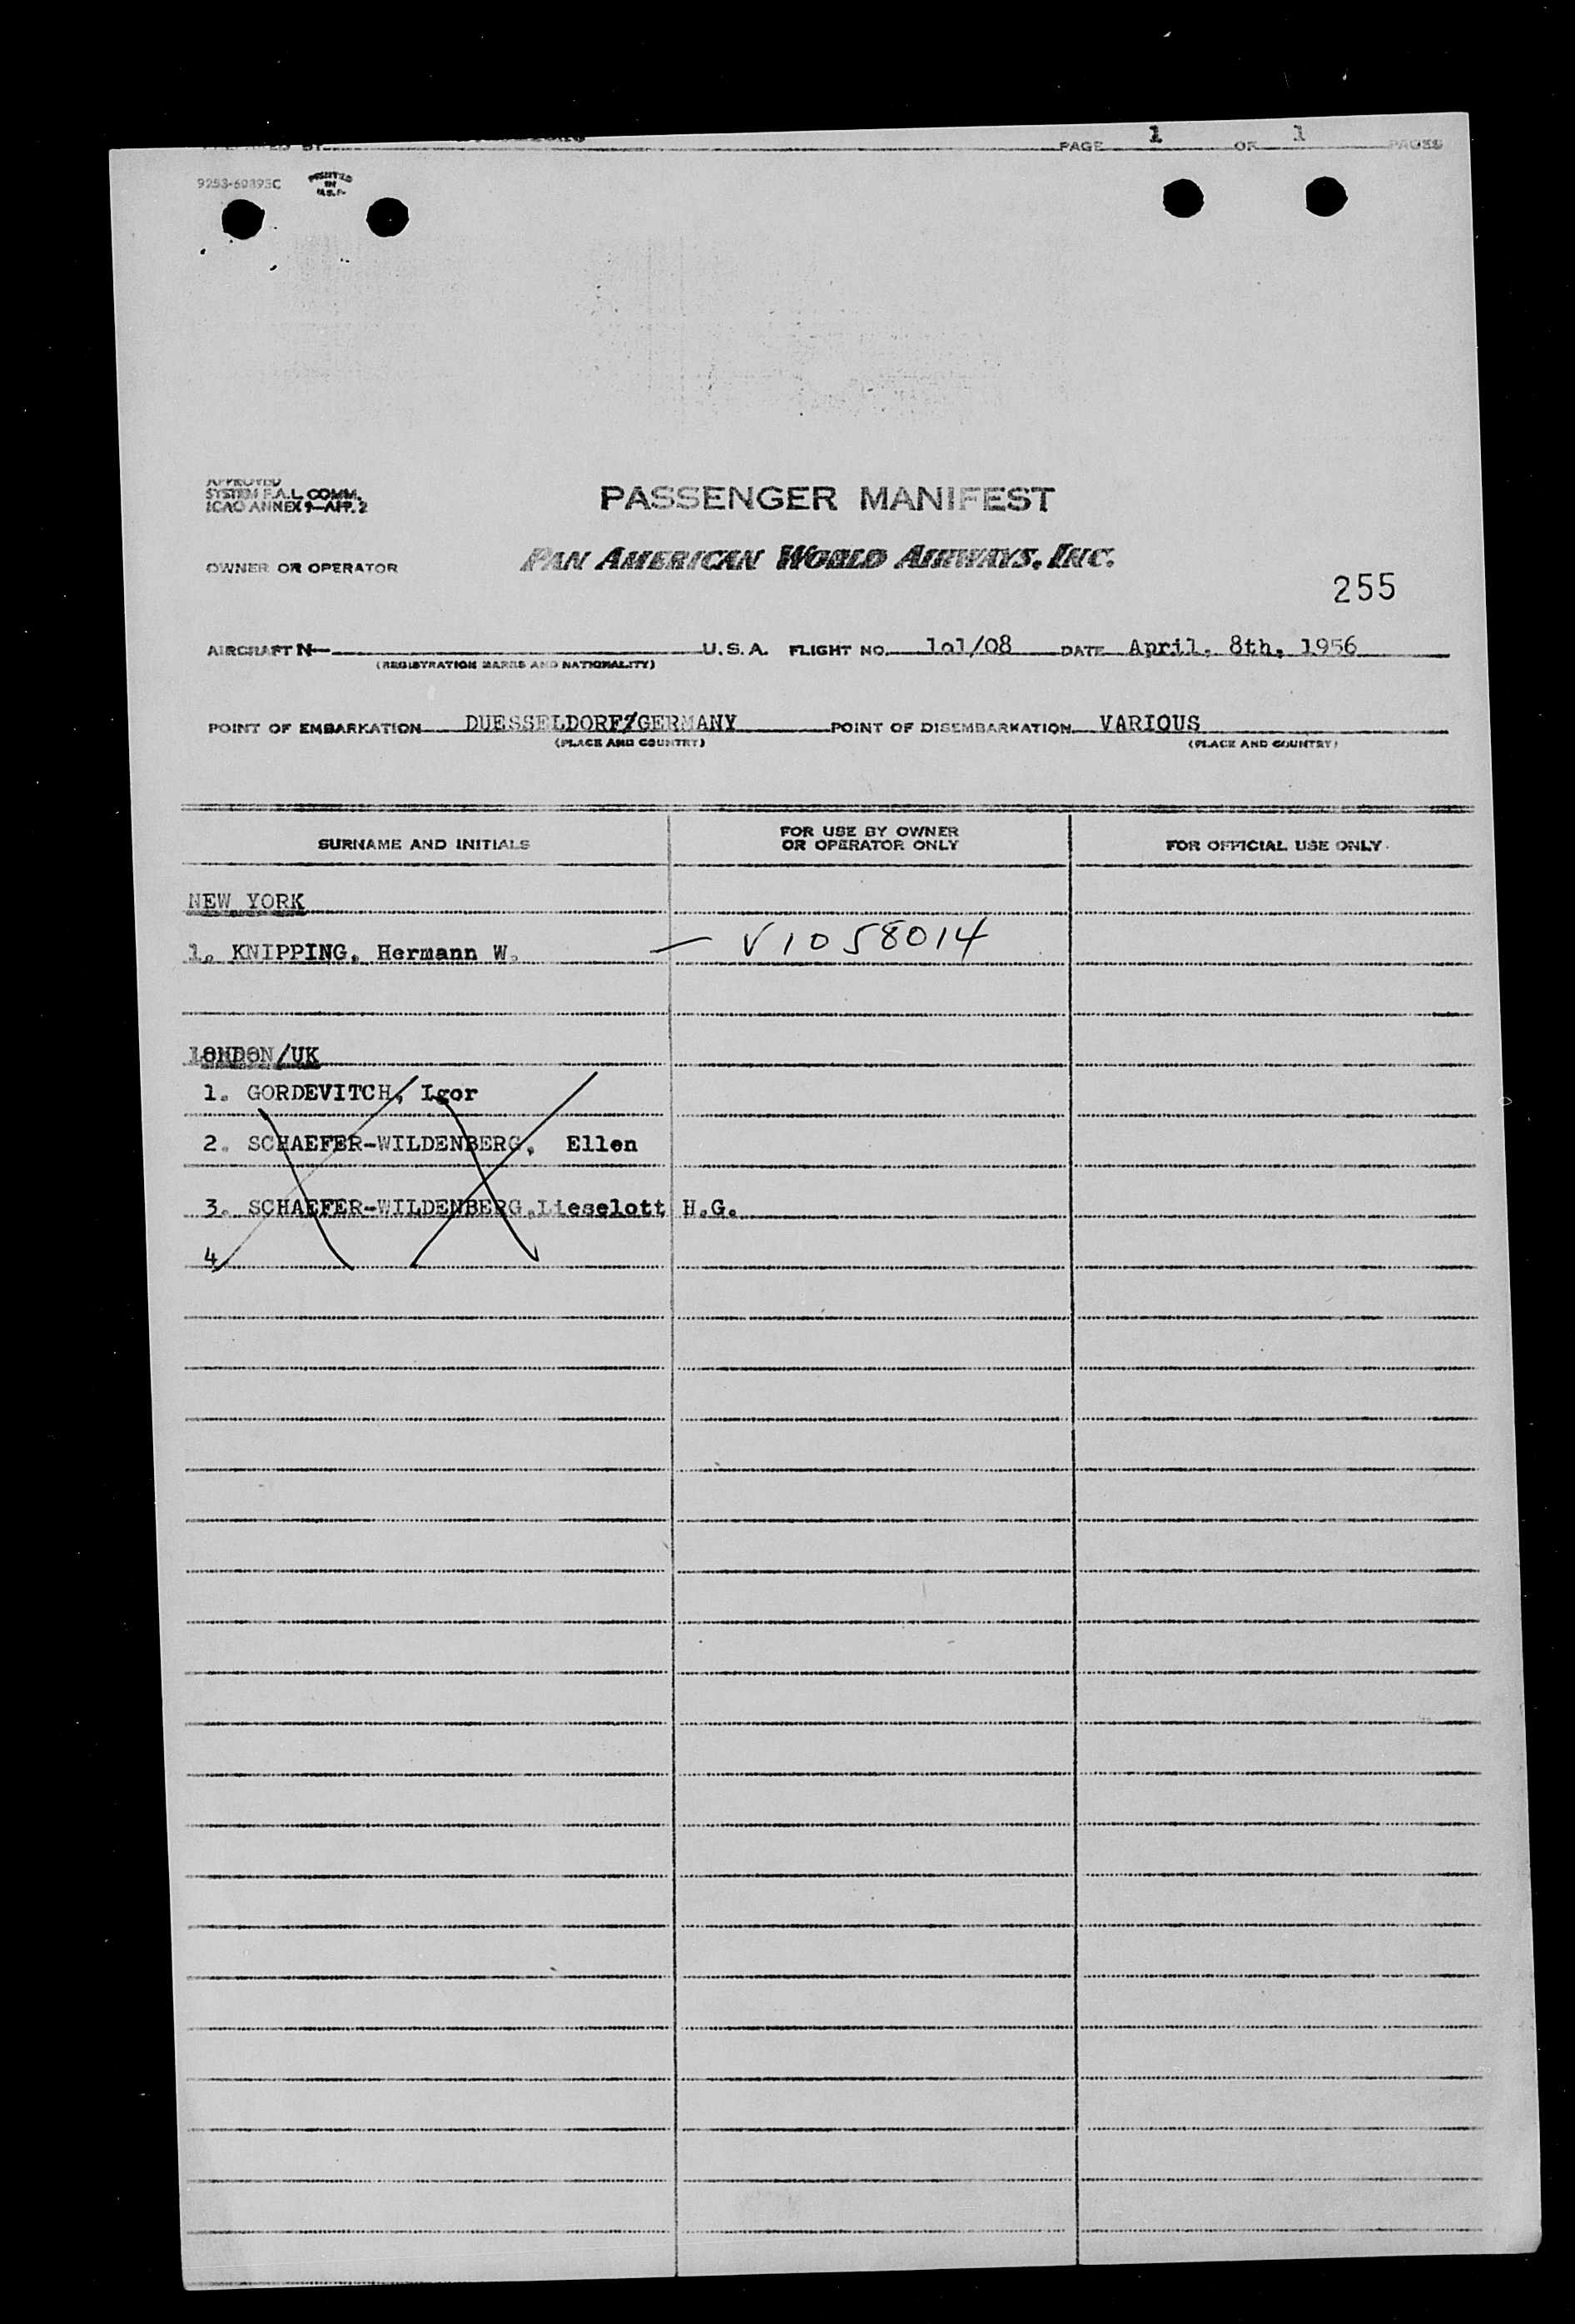 PAGE 1 OF 1 PAGES
9253-60895C PRINTED IN U.S.A.
APPROVED
SYSTEM F.A.L. COMM.
ICAO ANNEX 9—APP. 2
PASSENGER MANIFEST
OWNER OR OPERATOR PAN AMERICAN WORLD AIRWAYS, INC.
255
AIRCRAFT N— U.S.A. FLIGHT NO. lol/08 DATE April, 8th, 1956
(REGISTRATION MARKS AND NATIONALITY)
POINT OF EMBARKATION DUESSELDORF/GERMANY POINT OF DISEMBARKATION VARIOUS
(PLACE AND COUNTRY) (PLACE AND COUNTRY)
SURNAME AND INITIALS FOR USE BY OWNER OR OPERATOR ONLY FOR OFFICIAL USE ONLY
NEW YORK
1. KNIPPING, Hermann W. — V1058014
LONDON/UK
1. GORDEVITCH, Igor
2. SCHAEFER-WILDENBERG, Ellen
3. SCHAEFER-WILDENBERG,Lieselott H.G.
4